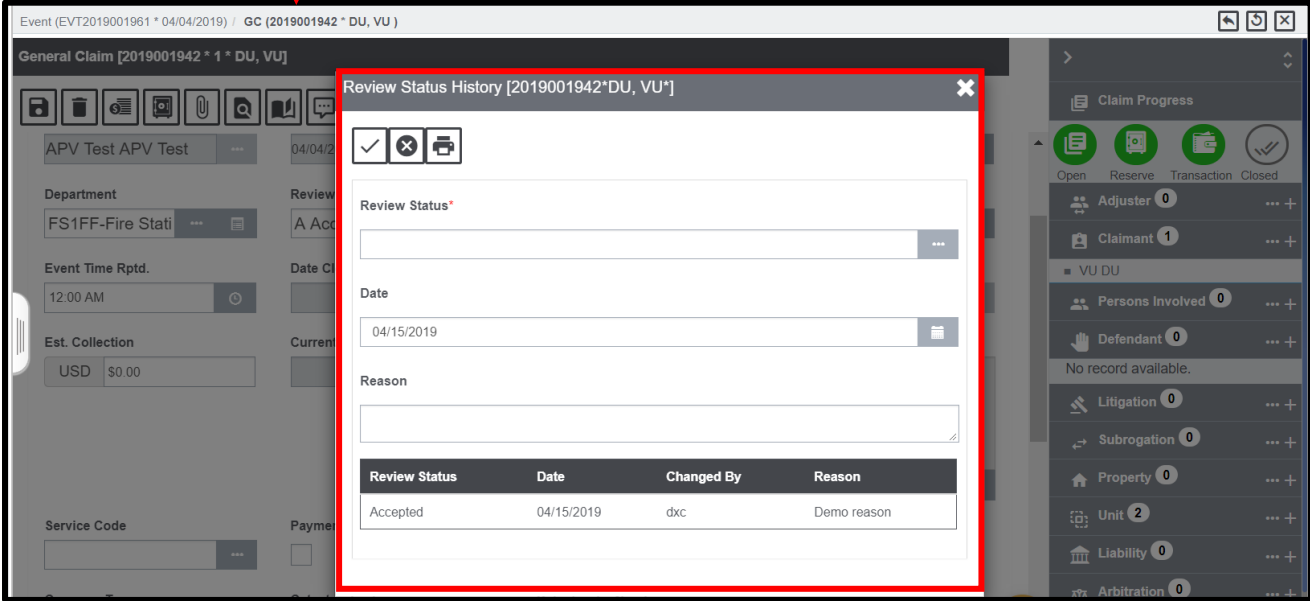 Event (EVT2019001961 * 04/04/2019) / GC (2019001942 * DU, VU )
General Claim [2019001942 * 1 * DU, VU]
APV Test APV Test
04/04/2
Department
Review
FS1FF-Fire Stati
A Acc
Event Time Rptd.
Date Cl
12:00 AM
Est. Collection
Current
USD $0.00
Service Code
Paymen
Review Status History [2019001942*DU, VU*]
Review Status*
Date
04/15/2019
Reason
Review Status Date Changed By Reason
Accepted 04/15/2019 dxc Demo reason
Claim Progress
Open Reserve Transaction Closed
Adjuster 0
Claimant 1
VU DU
Persons Involved 0
Defendant 0
No record available.
Litigation 0
Subrogation 0
Property 0
Unit 2
Liability 0
Arbitration 0